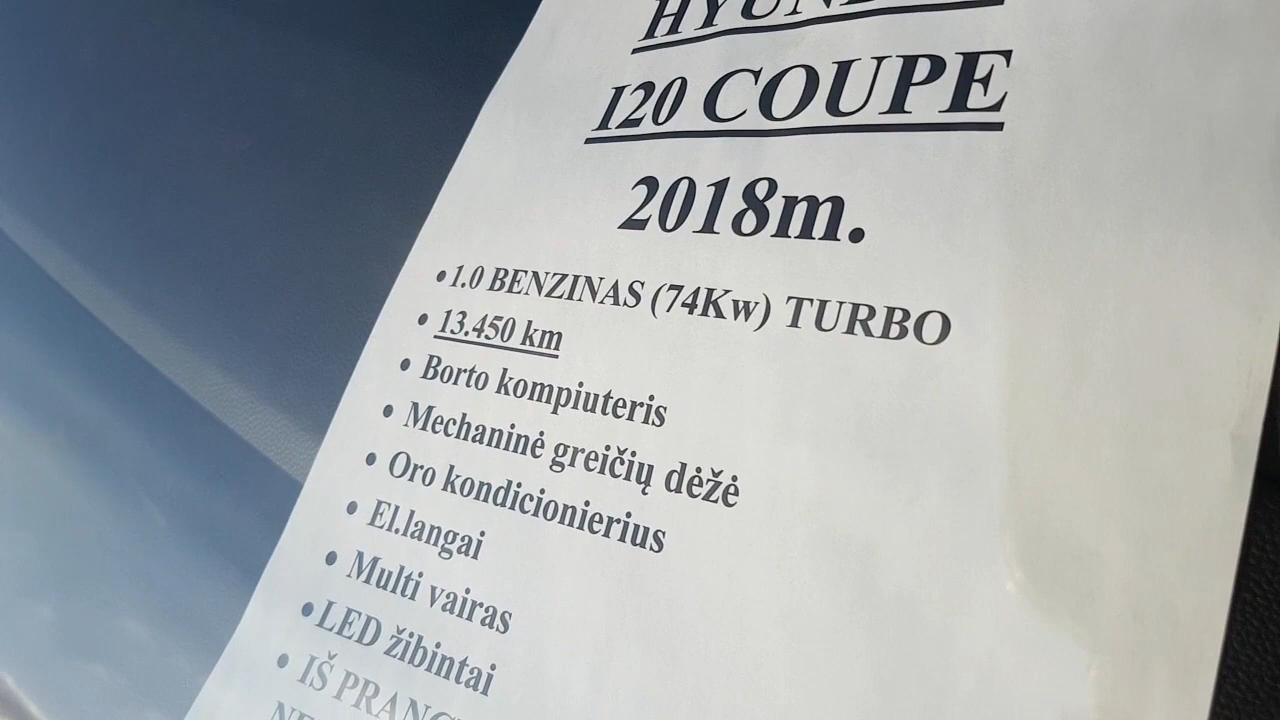 I20 COUPE
2018m.
•1.0 BENZINAS (74Kw) TURBO
• 13.450 km
• Borto kompiuteris
• Mechaninė greičių dėžė
• Oro kondicionierius
• El.langai
• Multi vairas
•LED žibintai
• IŠ